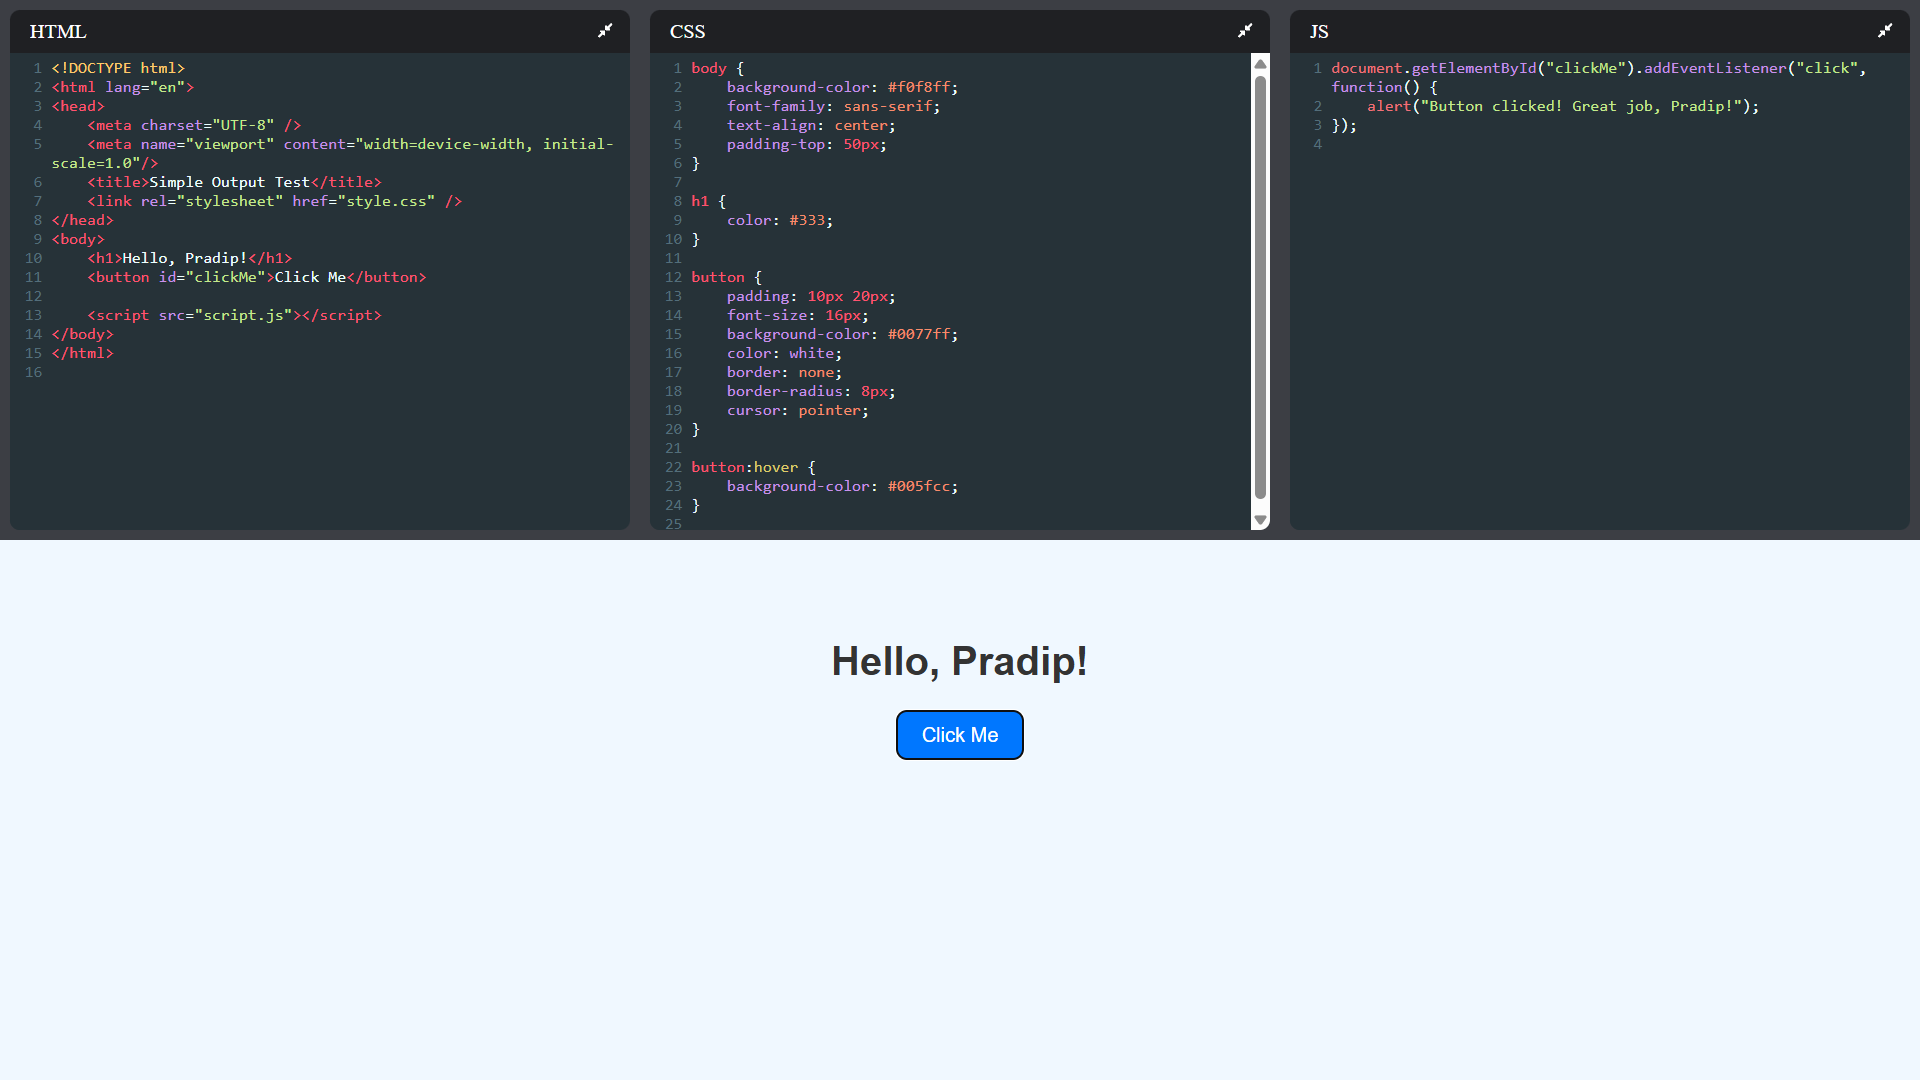 HTML
1 <!DOCTYPE html>
2 <html lang="en">
3 <head>
4     <meta charset="UTF-8" />
5     <meta name="viewport" content="width=device-width, initial-
scale=1.0"/>
6     <title>Simple Output Test</title>
7     <link rel="stylesheet" href="style.css" />
8 </head>
9 <body>
10     <h1>Hello, Pradip!</h1>
11     <button id="clickMe">Click Me</button>
12
13     <script src="script.js"></script>
14 </body>
15 </html>
16
CSS
1 body {
2     background-color: #f0f8ff;
3     font-family: sans-serif;
4     text-align: center;
5     padding-top: 50px;
6 }
7
8 h1 {
9     color: #333;
10 }
11
12 button {
13     padding: 10px 20px;
14     font-size: 16px;
15     background-color: #0077ff;
16     color: white;
17     border: none;
18     border-radius: 8px;
19     cursor: pointer;
20 }
21
22 button:hover {
23     background-color: #005fcc;
24 }
25
JS
1 document.getElementById("clickMe").addEventListener("click",
function() {
2     alert("Button clicked! Great job, Pradip!");
3 });
4
Hello, Pradip!
Click Me